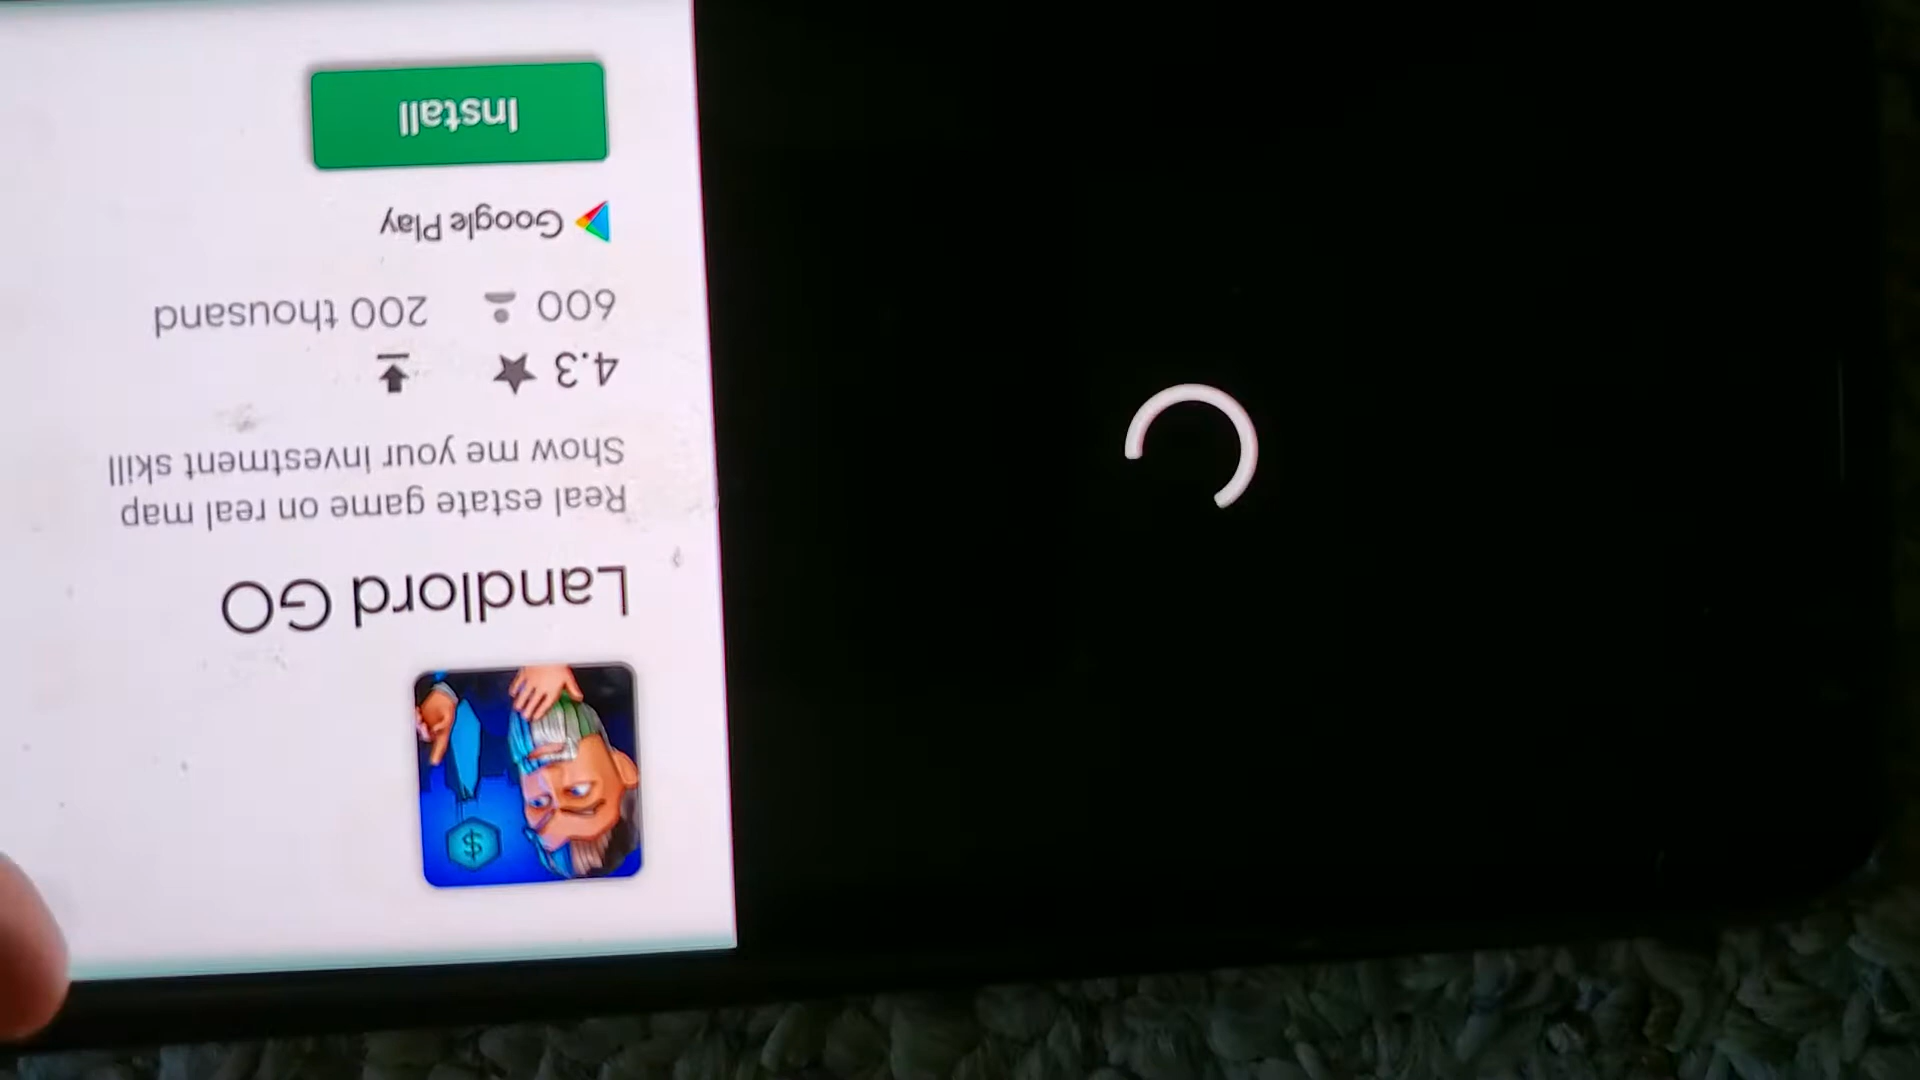 $
Landlord GO
Real estate game on real map
Show me your investment skill
4.3
600
200 thousand
Google Play
Install